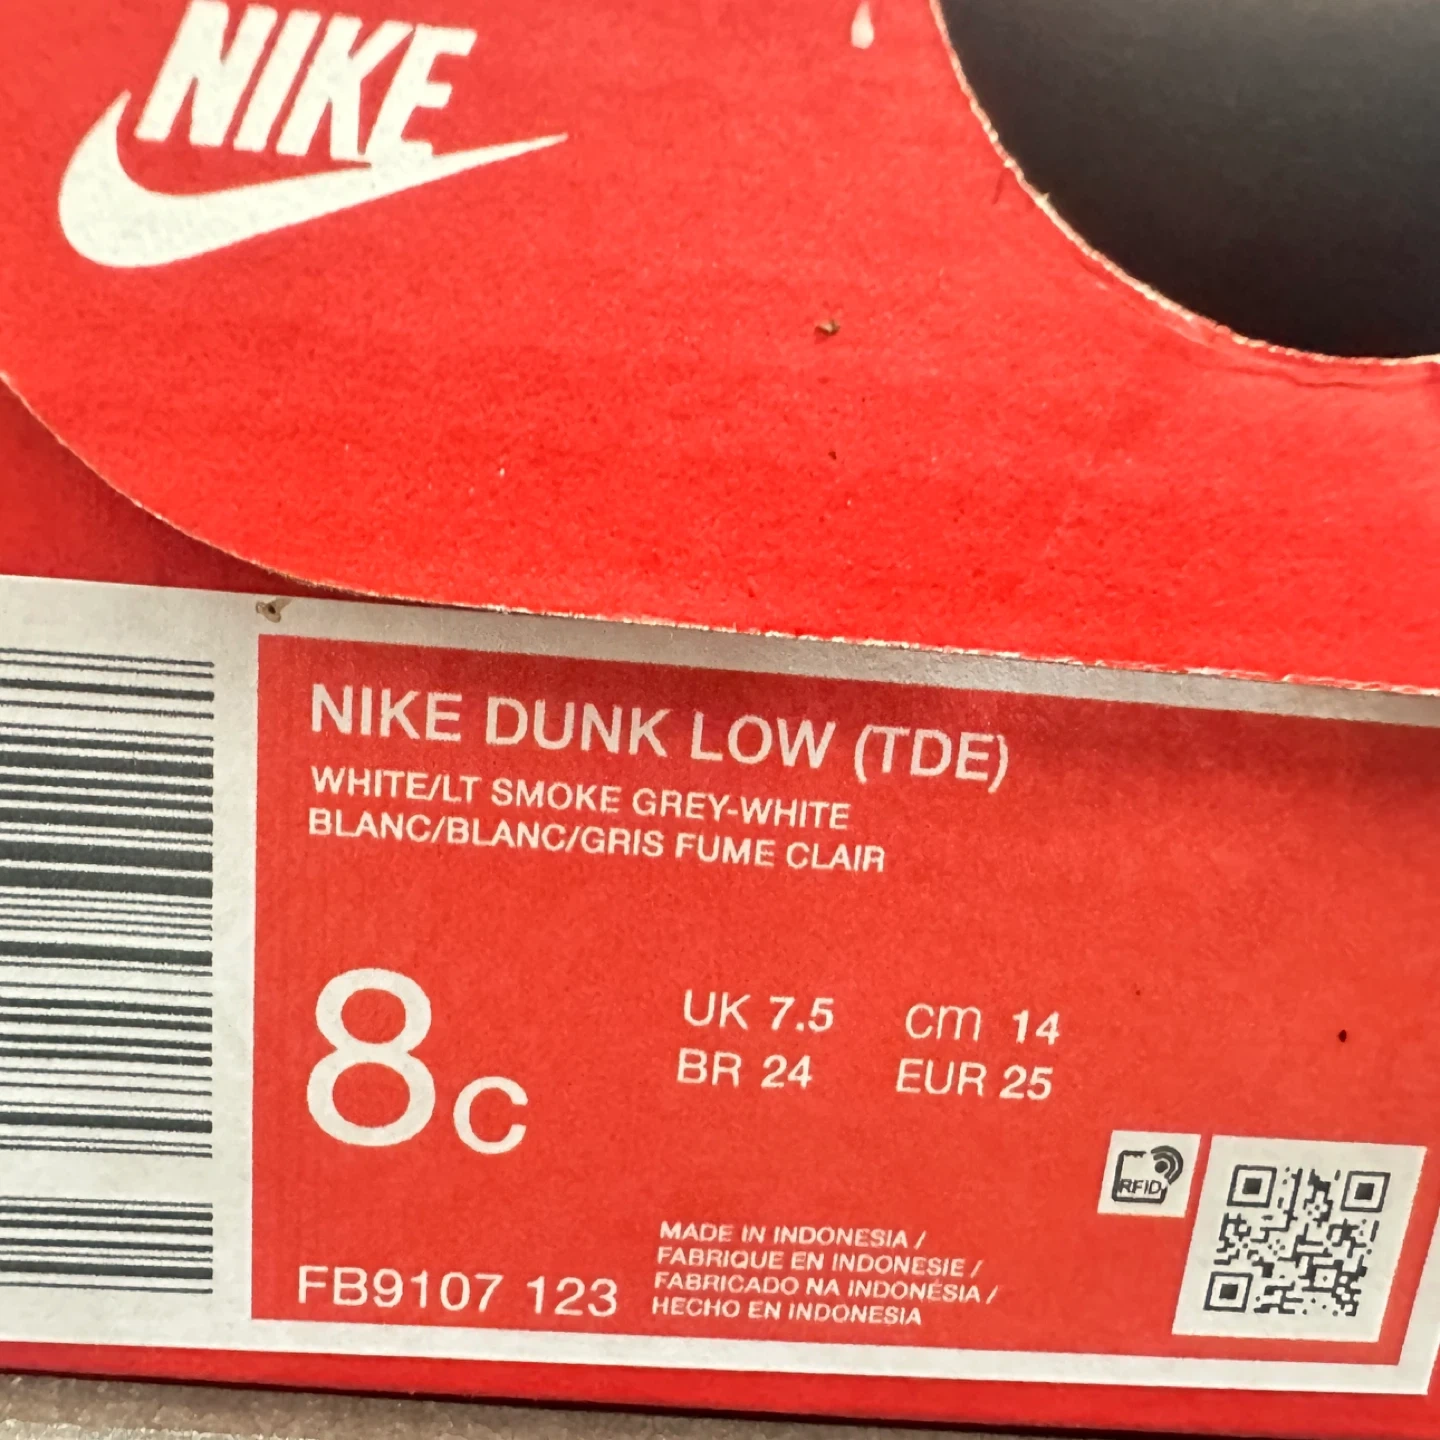 NIKE
NIKE DUNK LOW (TDE)
WHITE/LT SMOKE GREY-WHITE
BLANC/BLANC/GRIS FUME CLAIR
8C
UK 7.5 CM 14
BR 24 EUR 25
RFID
MADE IN INDONESIA /
FABRIQUE EN INDONESIE /
FABRICADO NA INDONÉSIA /
HECHO EN INDONESIA
FB9107 123